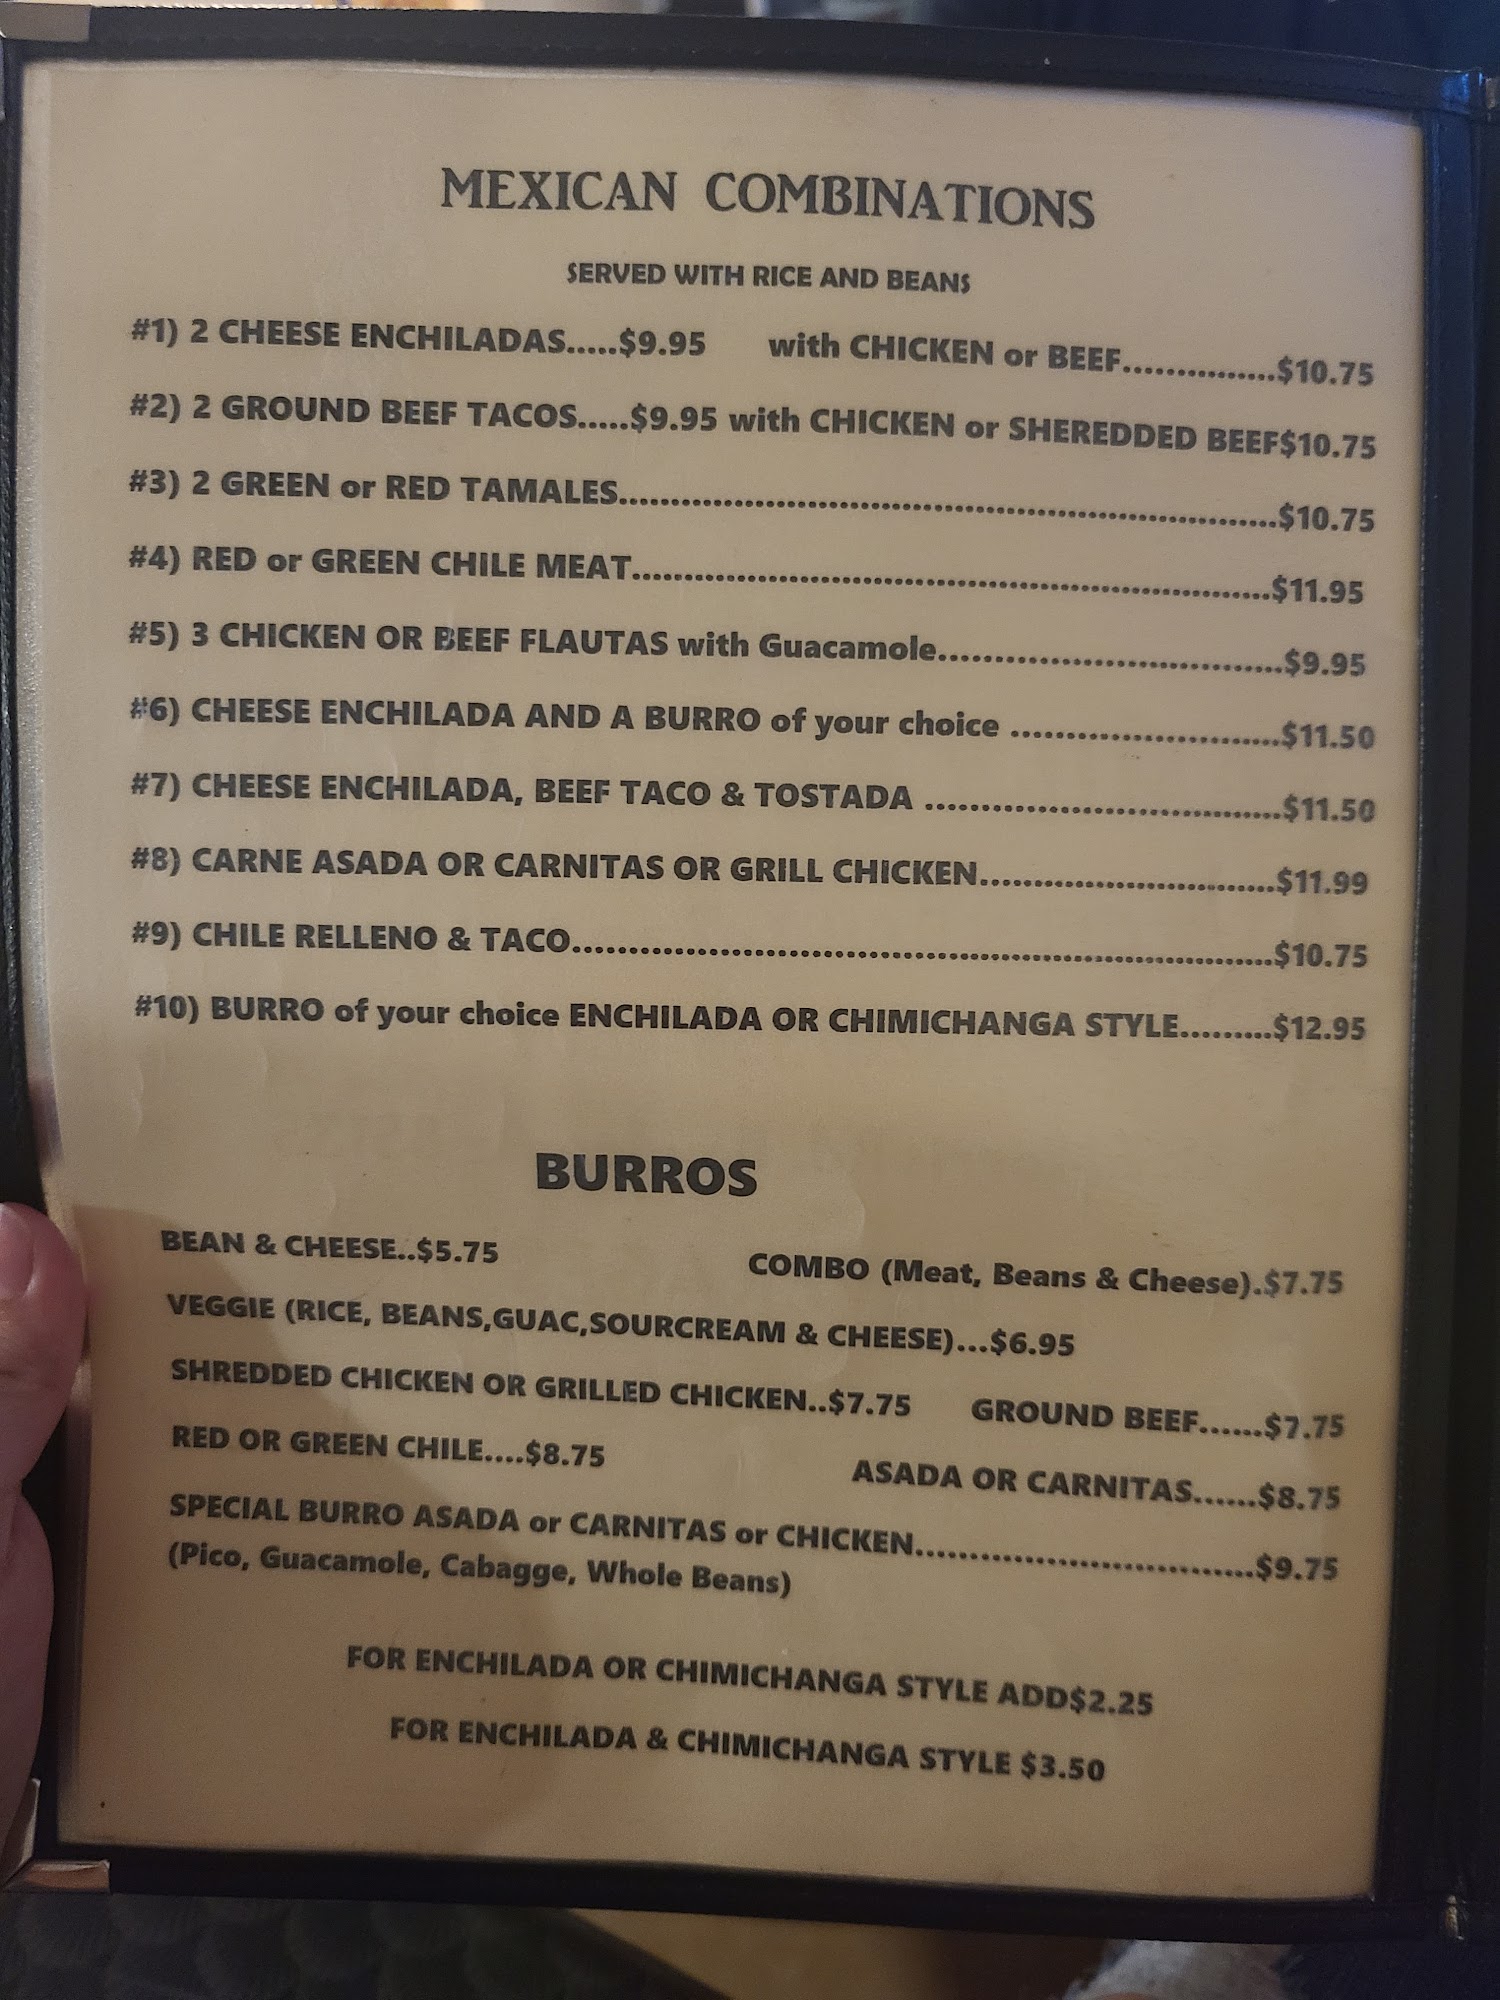 MEXICAN COMBINATIONS
SERVED WITH RICE AND BEANS
#1) 2 CHEESE ENCHILADAS.....$9.95 with CHICKEN or BEEF...............$10.75
#2) 2 GROUND BEEF TACOS.....$9.95 with CHICKEN or SHEREDDED BEEF$10.75
#3) 2 GREEN or RED TAMALES.................................................................$10.75
#4) RED or GREEN CHILE MEAT...............................................................$11.95
#5) 3 CHICKEN OR BEEF FLAUTAS with Guacamole..................................$9.95
#6) CHEESE ENCHILADA AND A BURRO of your choice ..........................$11.50
#7) CHEESE ENCHILADA, BEEF TACO & TOSTADA ...................................$11.50
#8) CARNE ASADA OR CARNITAS OR GRILL CHICKEN.............................$11.99
#9) CHILE RELLENO & TACO.....................................................................$10.75
#10) BURRO of your choice ENCHILADA OR CHIMICHANGA STYLE.........$12.95
BURROS
BEAN & CHEESE..$5.75 COMBO (Meat, Beans & Cheese).$7.75
VEGGIE (RICE, BEANS,GUAC,SOURCREAM & CHEESE)...$6.95
SHREDDED CHICKEN OR GRILLED CHICKEN..$7.75 GROUND BEEF......$7.75
RED OR GREEN CHILE....$8.75 ASADA OR CARNITAS......$8.75
SPECIAL BURRO ASADA or CARNITAS or CHICKEN.................................$9.75
(Pico, Guacamole, Cabagge, Whole Beans)
FOR ENCHILADA OR CHIMICHANGA STYLE ADD$2.25
FOR ENCHILADA & CHIMICHANGA STYLE $3.50